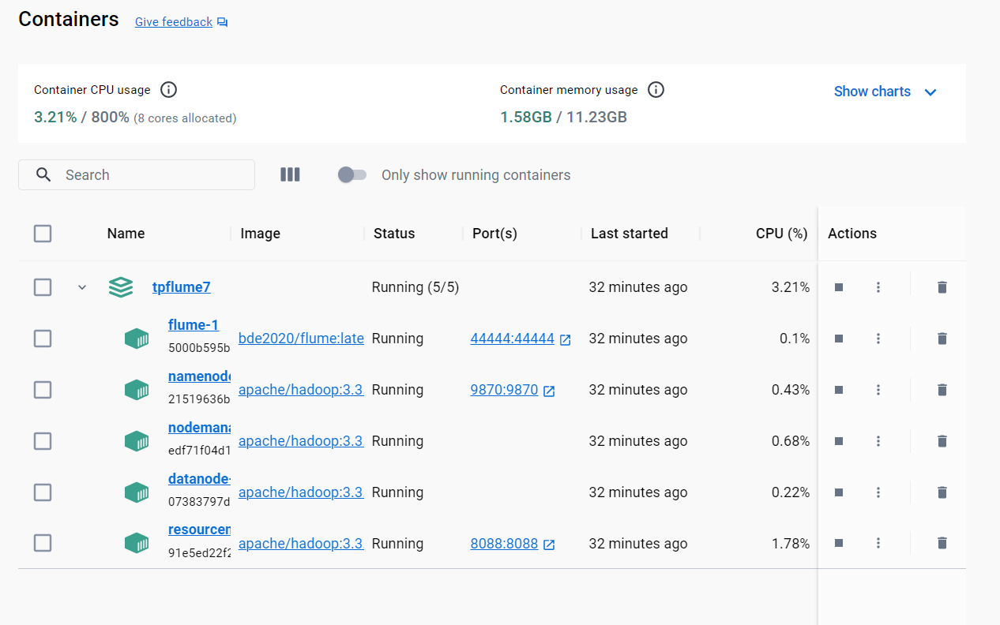 Containers Give feedback
Container CPU usage
3.21% / 800% (8 cores allocated)
Container memory usage
1.58GB / 11.23GB
Show charts
Search
Only show running containers
Name Image Status Port(s) Last started CPU (%) Actions
tpflume7 Running (5/5) 32 minutes ago 3.21%
flume-1
5000b595b
bde2020/flume:late Running 44444:44444 32 minutes ago 0.1%
namenode
21519636b
apache/hadoop:3.3. Running 9870:9870 32 minutes ago 0.43%
nodemana
edf71f04d1
apache/hadoop:3.3. Running 32 minutes ago 0.68%
datanode-
07383797d
apache/hadoop:3.3. Running 32 minutes ago 0.22%
resourcem
91e5ed22f2
apache/hadoop:3.3. Running 8088:8088 32 minutes ago 1.78%